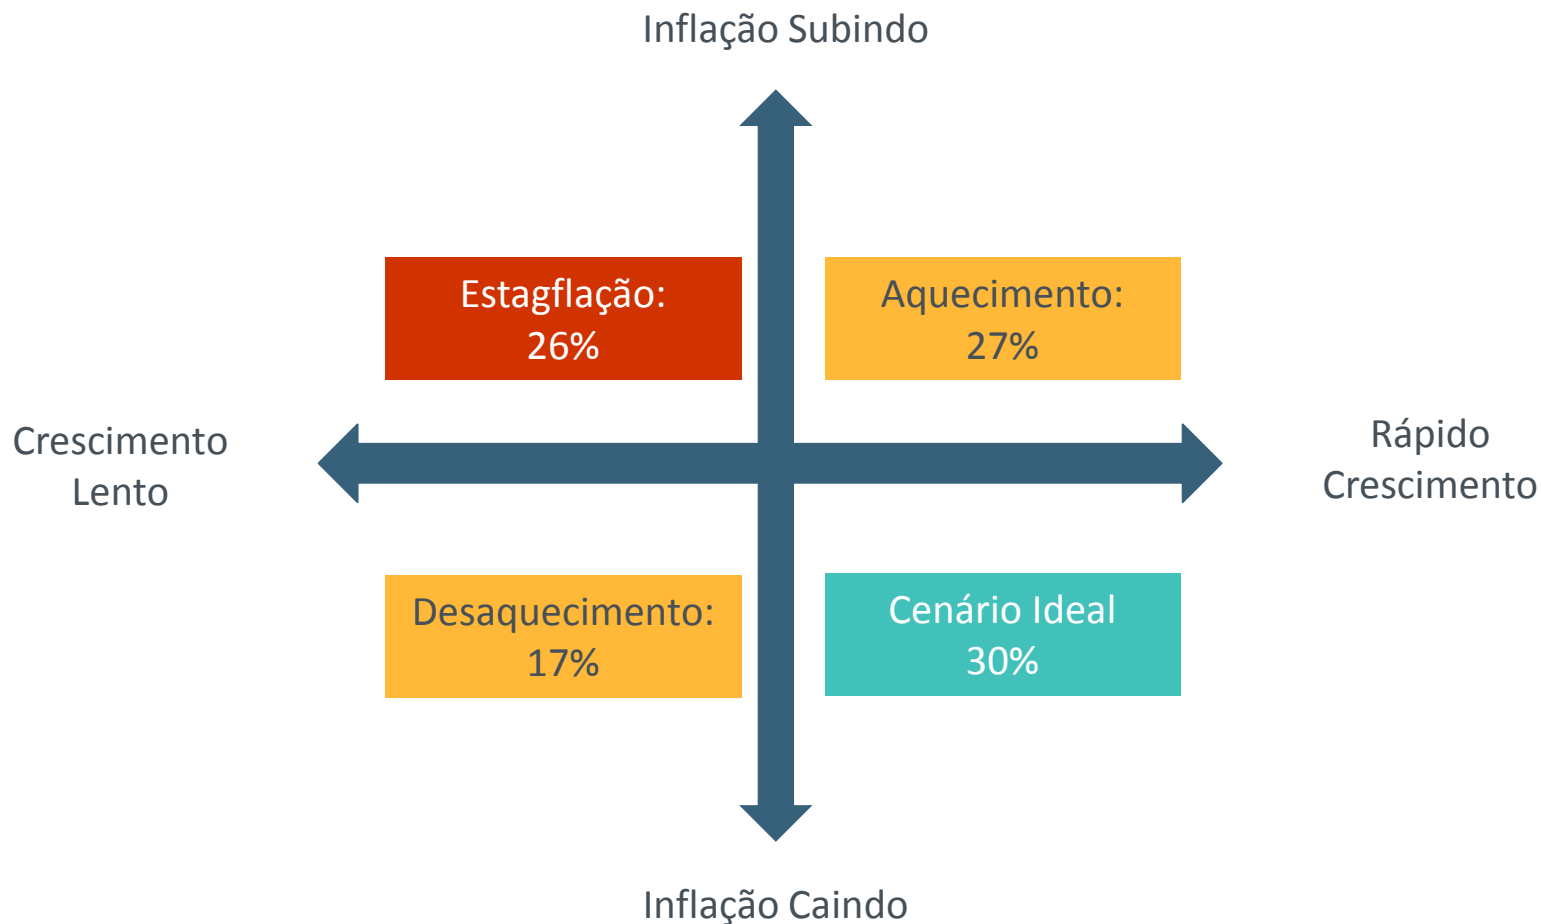 Inflação Subindo
Estagflação:
26%
Aquecimento:
27%
Crescimento
Lento
Rápido
Crescimento
Desaquecimento:
17%
Cenário Ideal
30%
Inflação Caindo